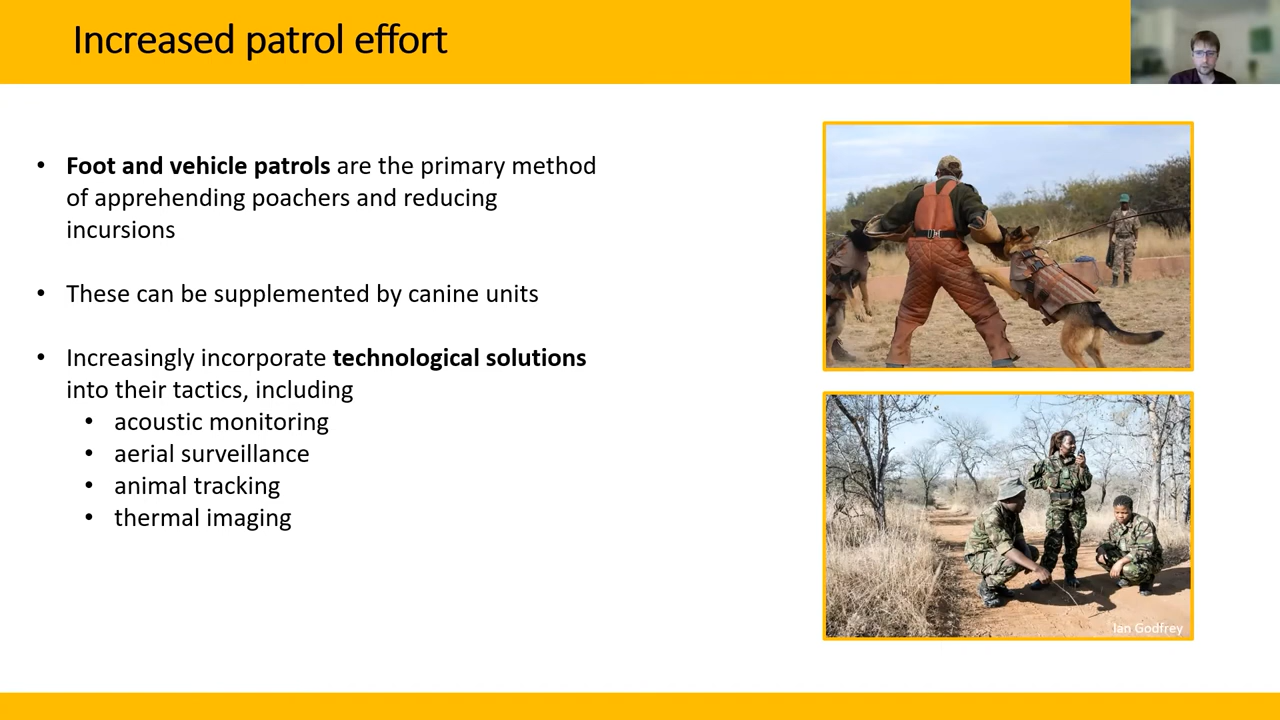 Increased patrol effort
• Foot and vehicle patrols are the primary method
of apprehending poachers and reducing
incursions
• These can be supplemented by canine units
• Increasingly incorporate technological solutions
into their tactics, including
• acoustic monitoring
• aerial surveillance
• animal tracking
• thermal imaging
Ian Godfrey